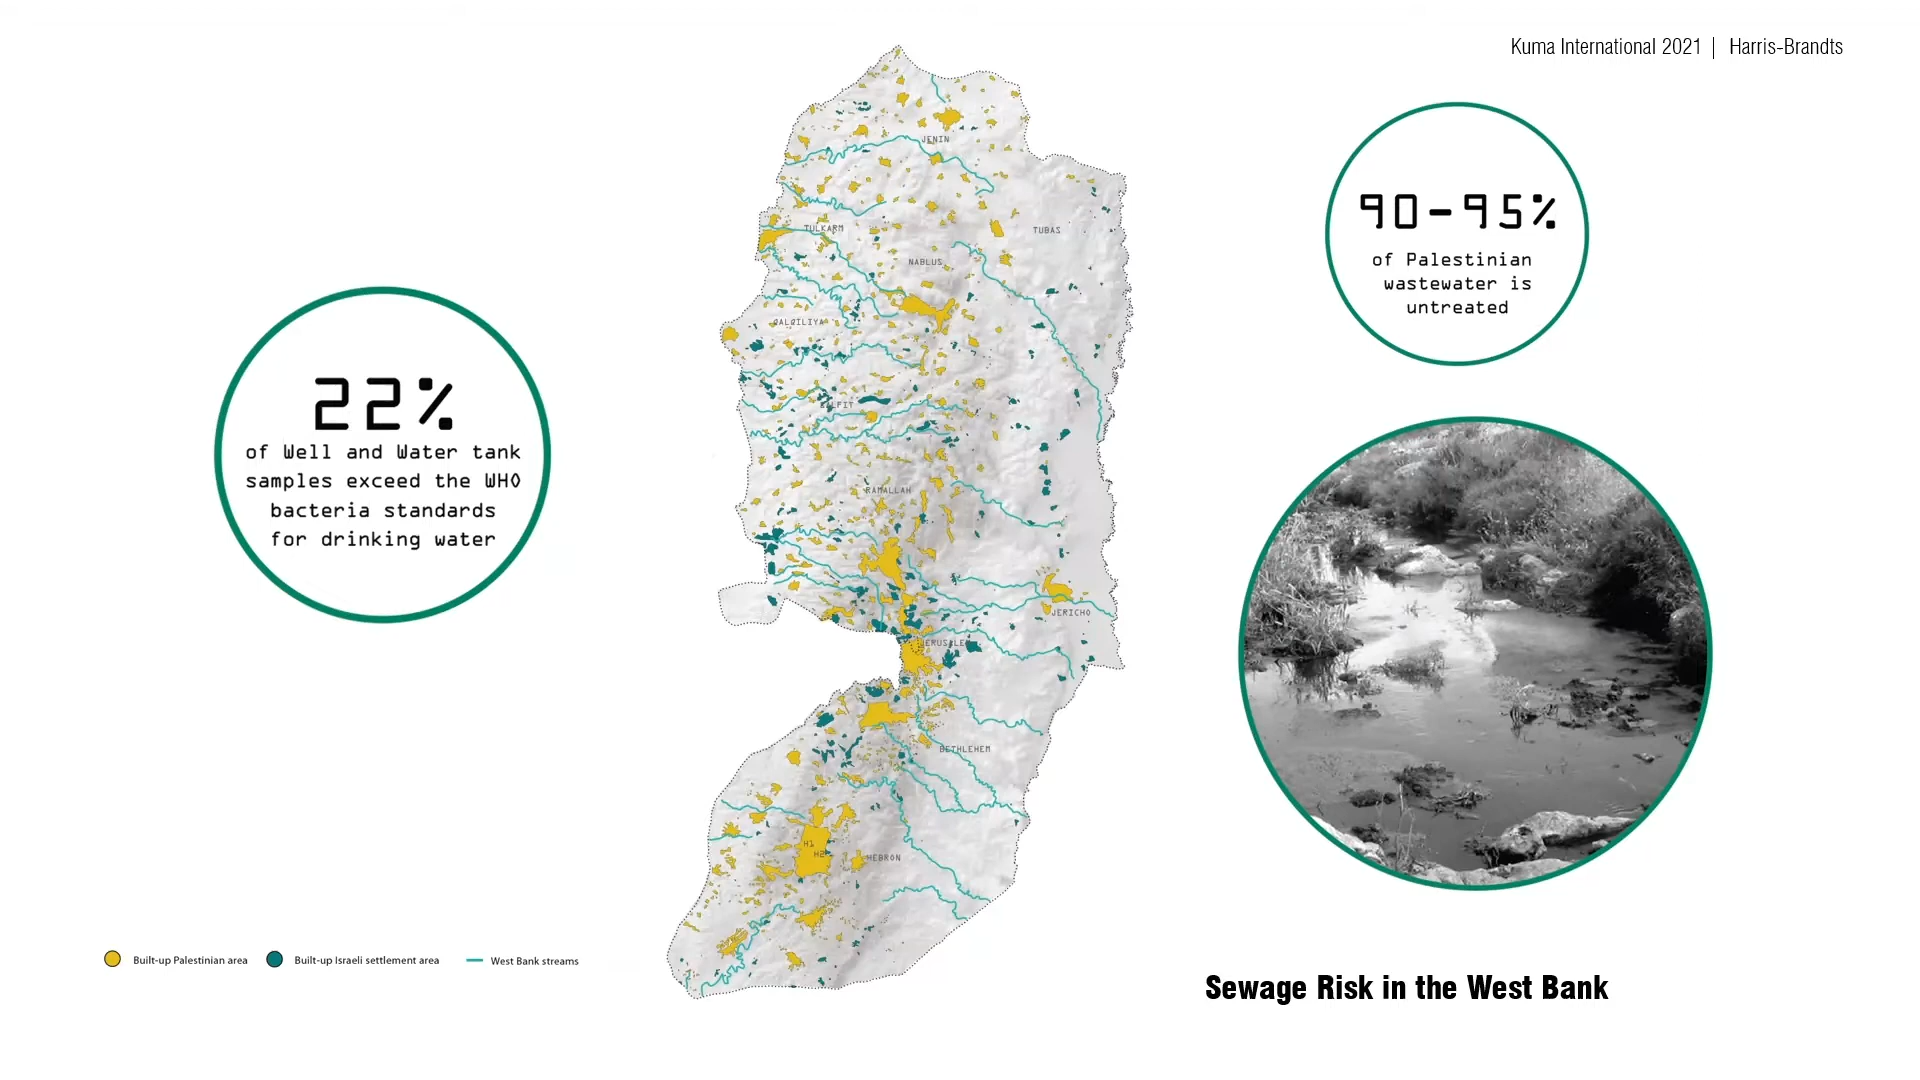 Kuma International 2021 | Harris-Brandts
22%
of Well and Water tank
samples exceed the WHO
bacteria standards
for drinking water
JENIN
TULKARM
TUBAS
NABLUS
QALQILIYA
SALFIT
RAMALLAH
JERICHO
JERUSALEM
BETHLEHEM
H1
H2
HEBRON
90-95%
of Palestinian
wastewater is
untreated
Built-up Palestinian area
Built-up Israeli settlement area
West Bank streams
Sewage Risk in the West Bank